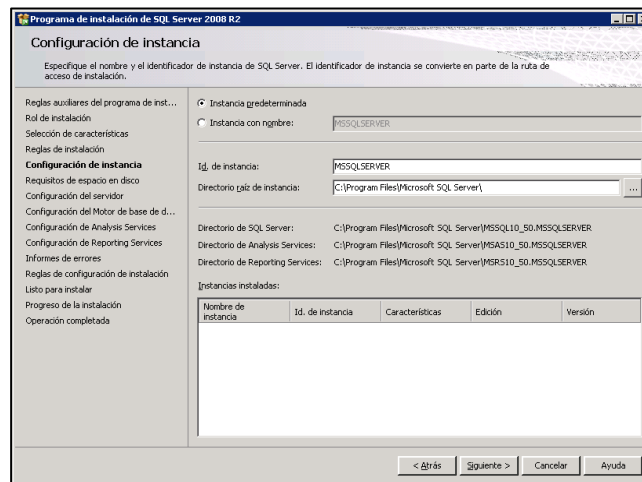 Programa de instalación de SQL Server 2008 R2
Configuración de instancia
Especifique el nombre y el identificador de instancia de SQL Server. El identificador de instancia se convierte en parte de la ruta de
acceso de instalación.
Reglas auxiliares del programa de inst...
Rol de instalación
Selección de características
Reglas de instalación
Configuración de instancia
Requisitos de espacio en disco
Configuración del servidor
Configuración del Motor de base de d...
Configuración de Analysis Services
Configuración de Reporting Services
Informes de errores
Reglas de configuración de instalación
Listo para instalar
Progreso de la instalación
Operación completada
Instancia predeterminada
Instancia con nombre: MSSQLSERVER
Id. de instancia: MSSQLSERVER
Directorio raíz de instancia: C:\Program Files\Microsoft SQL Server\ ...
Directorio de SQL Server: C:\Program Files\Microsoft SQL Server\MSSQL10_50.MSSQLSERVER
Directorio de Analysis Services: C:\Program Files\Microsoft SQL Server\MSAS10_50.MSSQLSERVER
Directorio de Reporting Services: C:\Program Files\Microsoft SQL Server\MSRS10_50.MSSQLSERVER
Instancias instaladas:
Nombre de instancia Id. de instancia Características Edición Versión
< Atrás Siguiente > Cancelar Ayuda